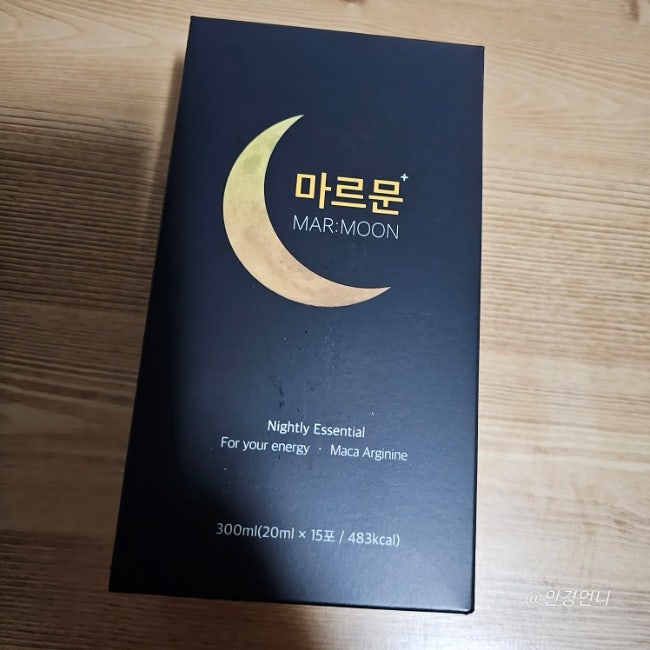 마르문+
MAR:MOON
Nightly Essential
For your energy · Maca Arginine
300ml(20ml × 15포 / 483kcal)
@안경언니